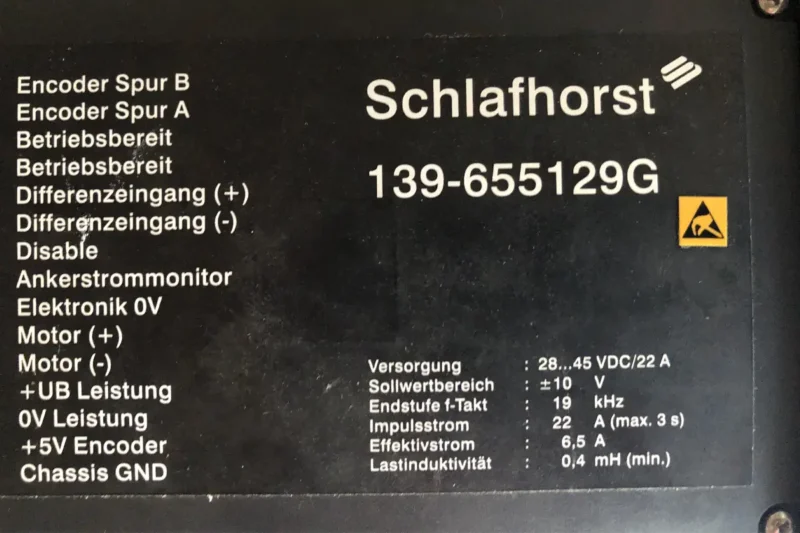 Encoder Spur B
Encoder Spur A
Betriebsbereit
Betriebsbereit
Differenzeingang (+)
Differenzeingang (-)
Disable
Ankerstrommonitor
Elektronik 0V
Motor (+)
Motor (-)
+UB Leistung
0V Leistung
+5V Encoder
Chassis GND
Schlafhorst
139-655129G
Versorgung : 28...45 VDC/22 A
Sollwertbereich : ±10 V
Endstufe f-Takt : 19 kHz
Impulsstrom : 22 A (max. 3 s)
Effektivstrom : 6,5 A
Lastinduktivität : 0,4 mH (min.)